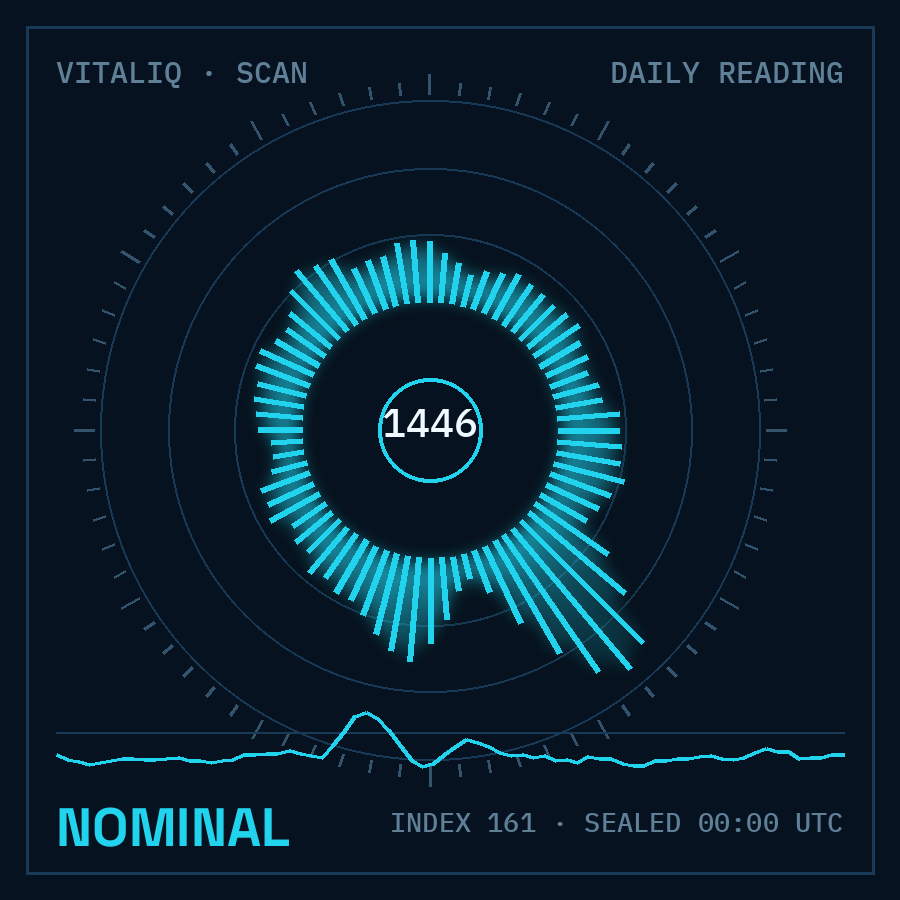 VITALIQ · SCAN
DAILY READING
1446
NOMINAL
INDEX 161 · SEALED 00:00 UTC